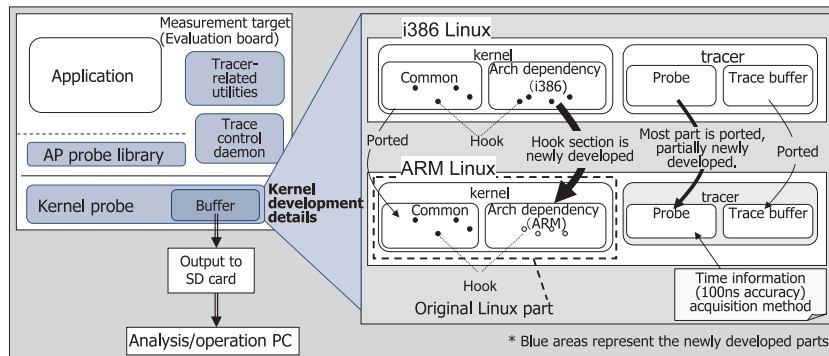 Measurement target
(Evaluation board)
Application
Tracer-
related
utilities
Trace
control
daemon
AP probe library
Kernel probe
Buffer
Kernel
development
details
Output to
SD card
Analysis/operation PC
i386 Linux
kernel
Common
Arch dependency
(i386)
tracer
Probe
Trace buffer
Ported
Hook
Hook section is
newly developed
Most part is ported,
partially newly
developed.
Ported
ARM Linux
kernel
Common
Arch dependency
(ARM)
tracer
Probe
Trace buffer
Hook
Original Linux part
Time information
(100ns accuracy)
acquisition method
* Blue areas represent the newly developed parts